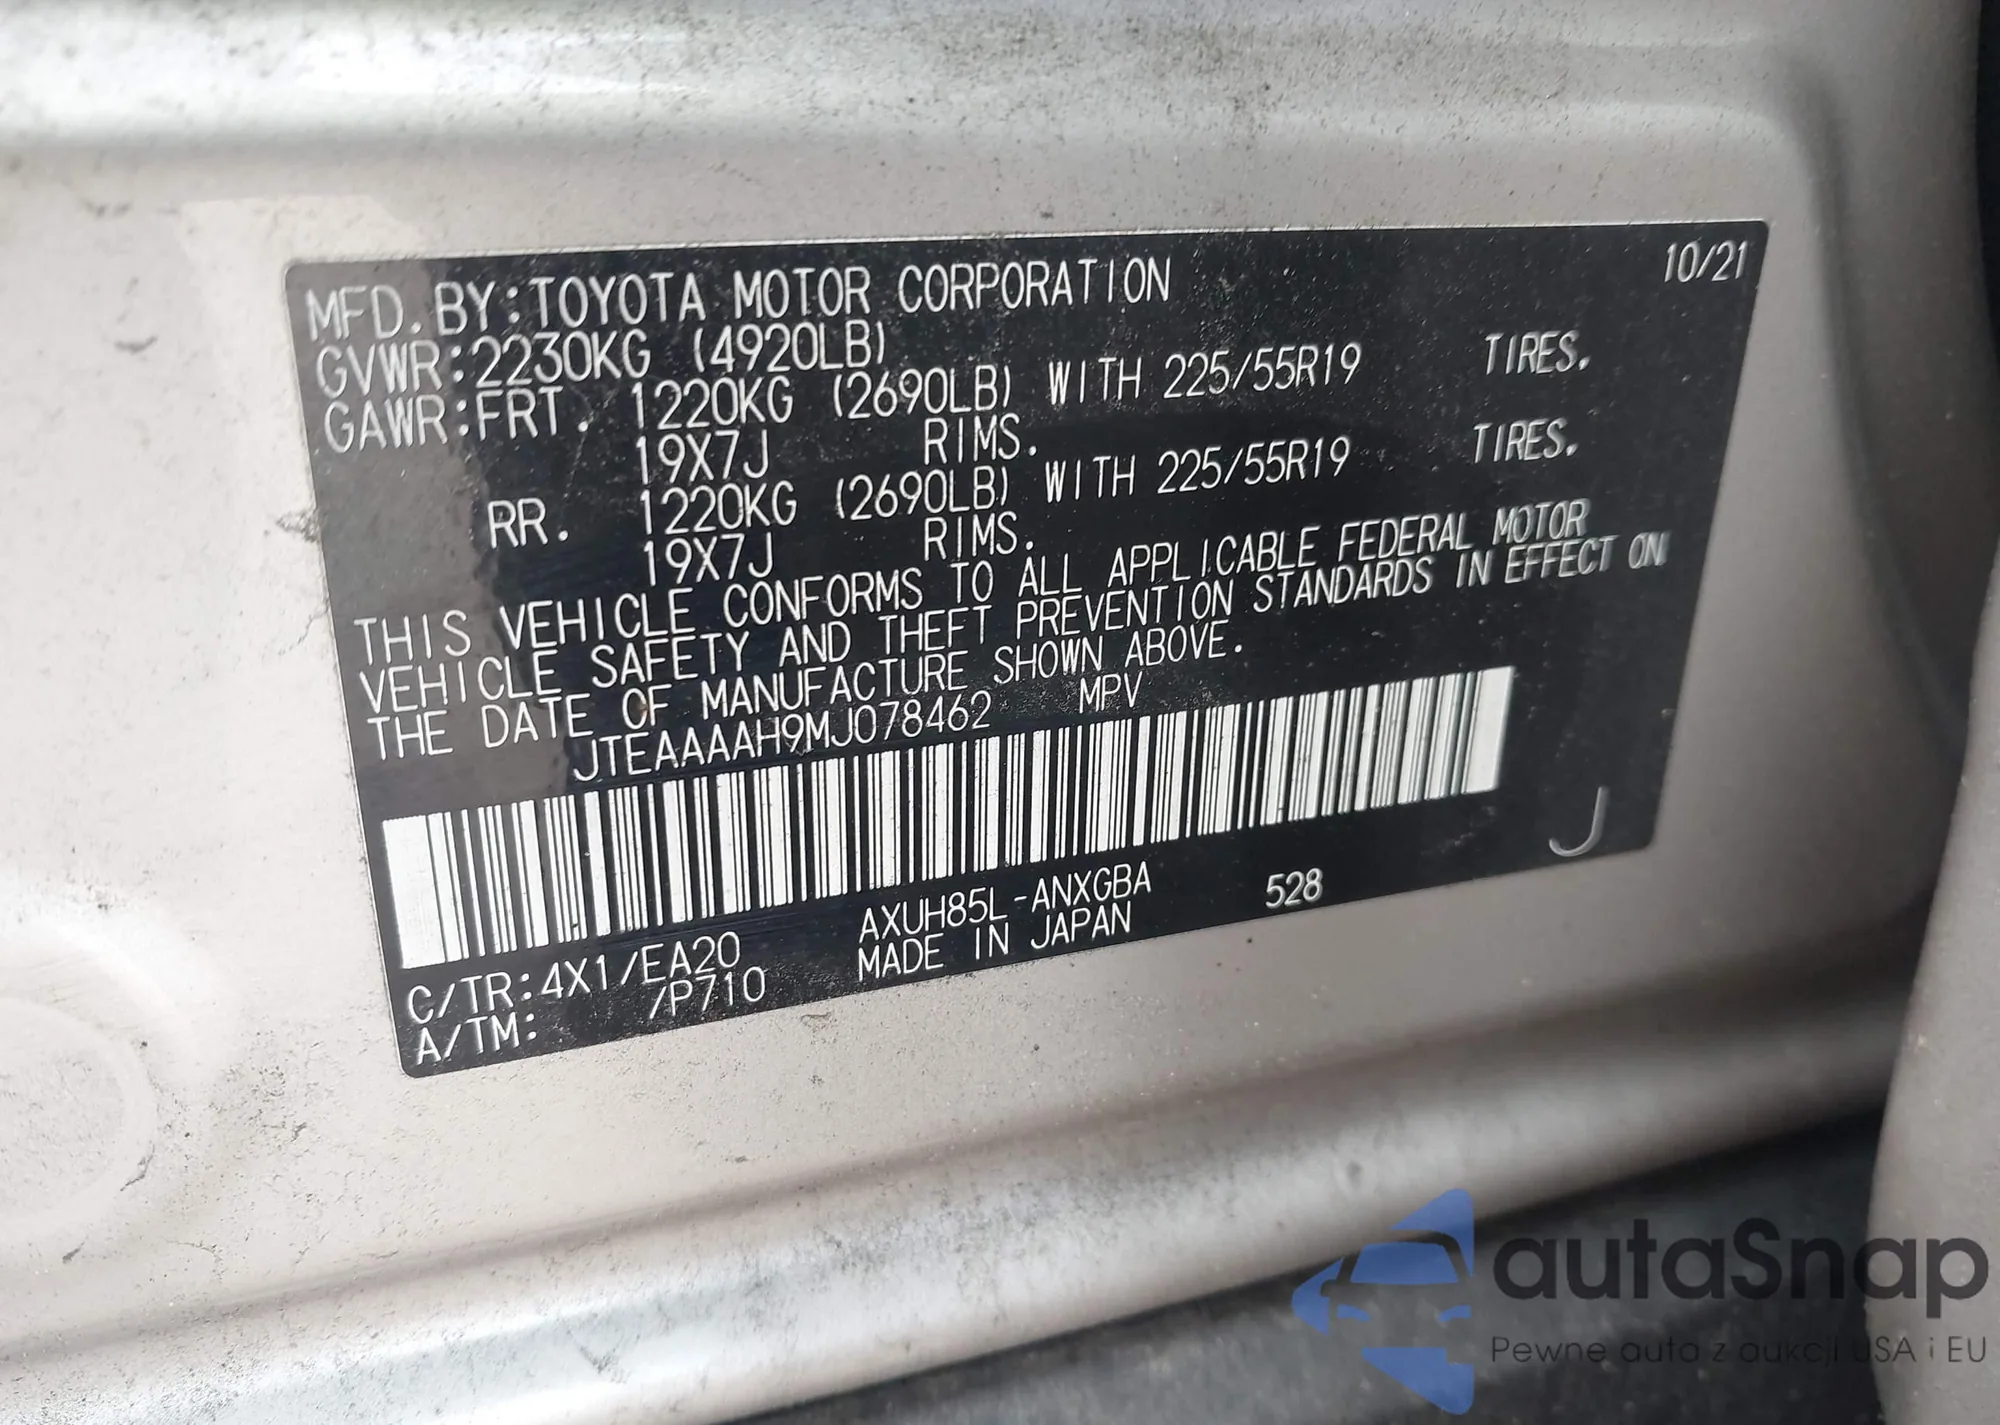 10/21
MFD. BY:TOYOTA MOTOR CORPORATION
GVWR:2230KG (4920LB)
GAWR:FRT. 1220KG (2690LB) WITH 225/55R19 TIRES.
19X7J RIMS.
RR. 1220KG (2690LB) WITH 225/55R19 TIRES.
19X7J RIMS.
THIS VEHICLE CONFORMS TO ALL APPLICABLE FEDERAL MOTOR
VEHICLE SAFETY AND THEFT PREVENTION STANDARDS IN EFFECT ON
THE DATE OF MANUFACTURE SHOWN ABOVE.
JTEAAAAH9MJ078462 MPV
J
C/TR:4X1/EA20 AXUH85L-ANXGBA 528
A/TM: /P710 MADE IN JAPAN
autaSnap
Pewne auta z aukcji USA i EU